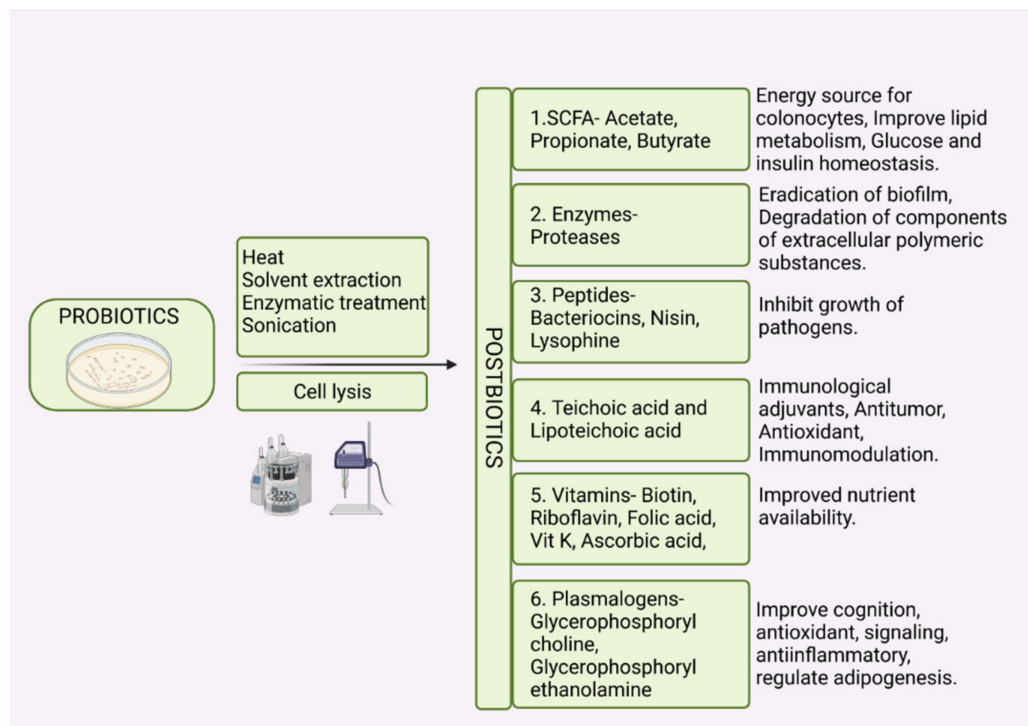 PROBIOTICS
Heat
Solvent extraction
Enzymatic treatment
Sonication
Cell lysis
POSTBIOTICS
1.SCFA- Acetate,
Propionate, Butyrate
Energy source for
colonocytes, Improve lipid
metabolism, Glucose and
insulin homeostasis.
2. Enzymes-
Proteases
Eradication of biofilm,
Degradation of components
of extracellular polymeric
substances.
3. Peptides-
Bacteriocins, Nisin,
Lysophine
Inhibit growth of
pathogens.
4. Teichoic acid and
Lipoteichoic acid
Immunological
adjuvants, Antitumor,
Antioxidant,
Immunomodulation.
5. Vitamins- Biotin,
Riboflavin, Folic acid,
Vit K, Ascorbic acid,
Improved nutrient
availability.
6. Plasmalogens-
Glycerophosphoryl
choline,
Glycerophosphoryl
ethanolamine
Improve cognition,
antioxidant, signaling,
antiinflammatory,
regulate adipogenesis.